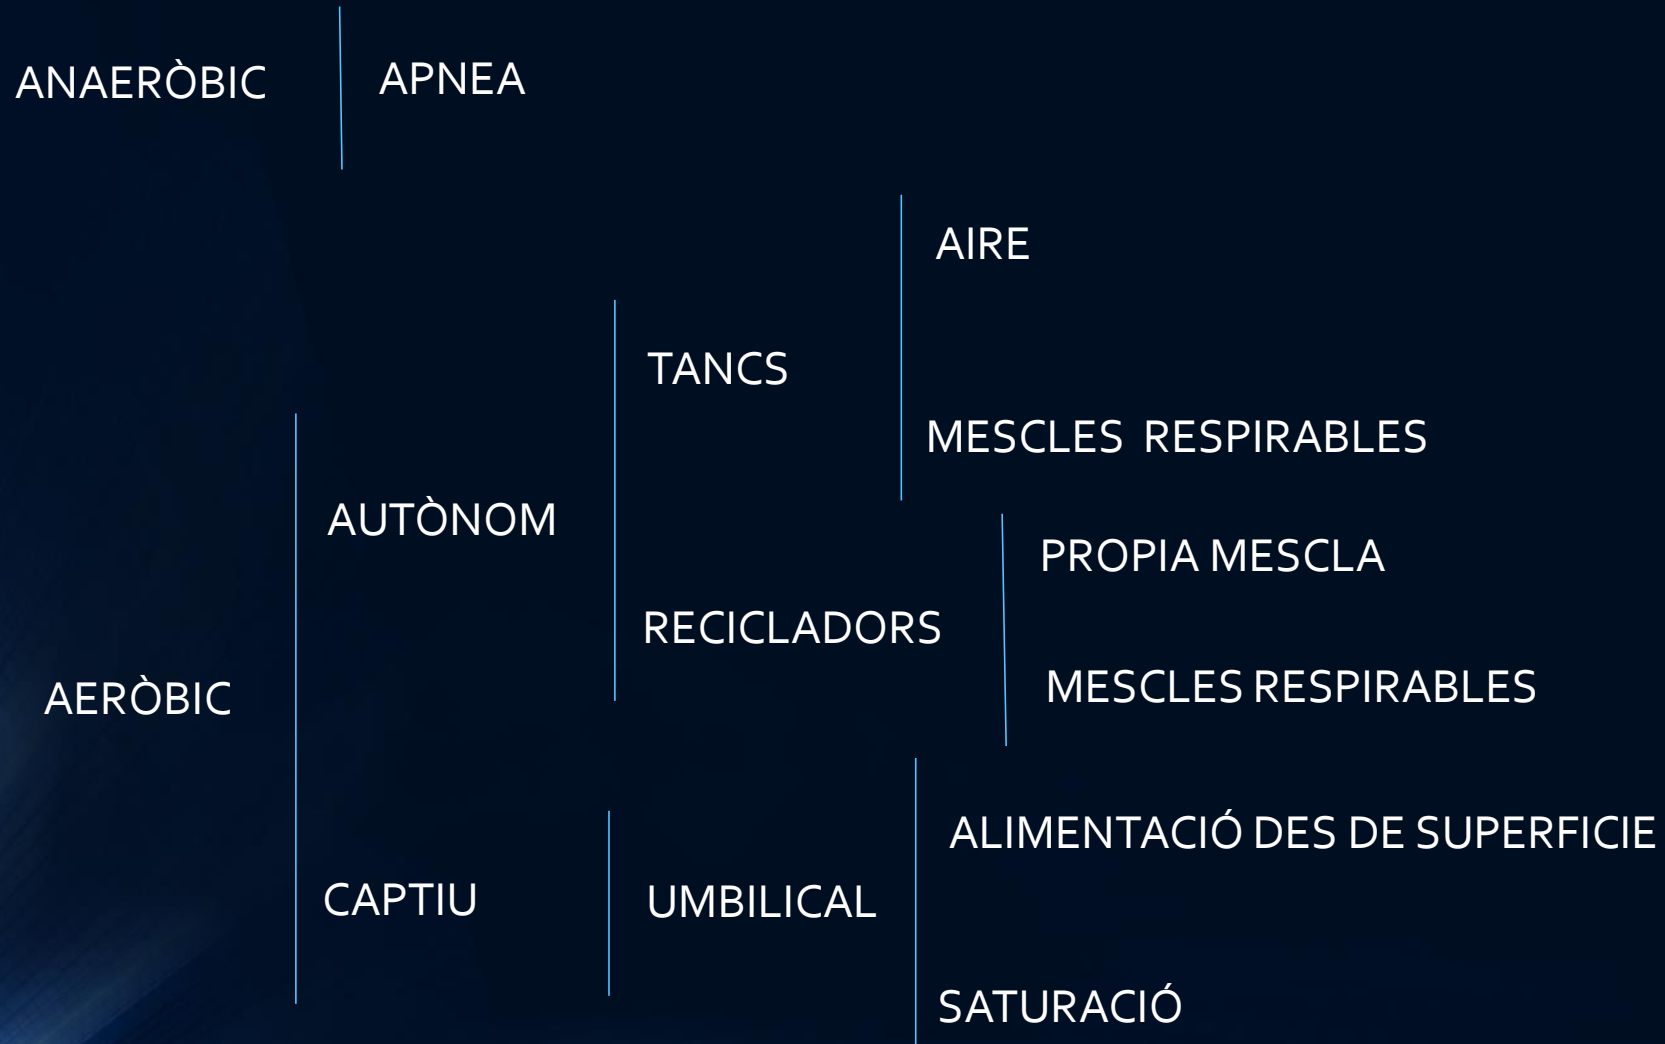 ANAERÒBIC
APNEA
AIRE
TANCS
MESCLES RESPIRABLES
AUTÒNOM
PROPIA MESCLA
RECICLADORS
MESCLES RESPIRABLES
AERÒBIC
ALIMENTACIÓ DES DE SUPERFICIE
CAPTIU
UMBILICAL
SATURACIÓ